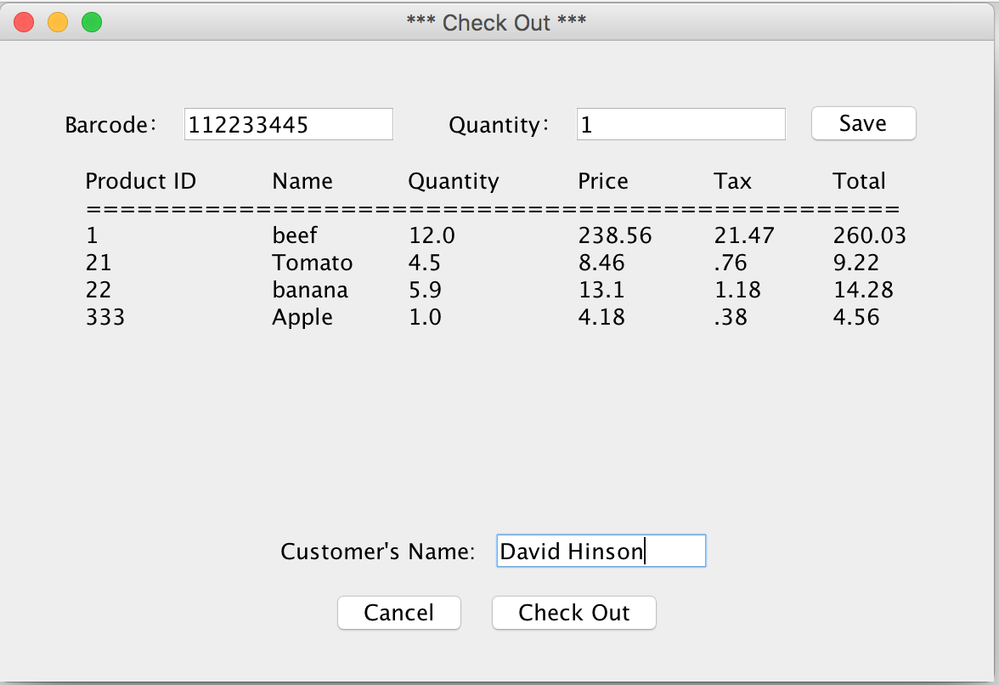 *** Check Out ***
Barcode: 112233445 Quantity: 1 Save
Product ID Name Quantity Price Tax Total
================================================
1 beef 12.0 238.56 21.47 260.03
21 Tomato 4.5 8.46 .76 9.22
22 banana 5.9 13.1 1.18 14.28
333 Apple 1.0 4.18 .38 4.56
Customer's Name: David Hinson
Cancel Check Out